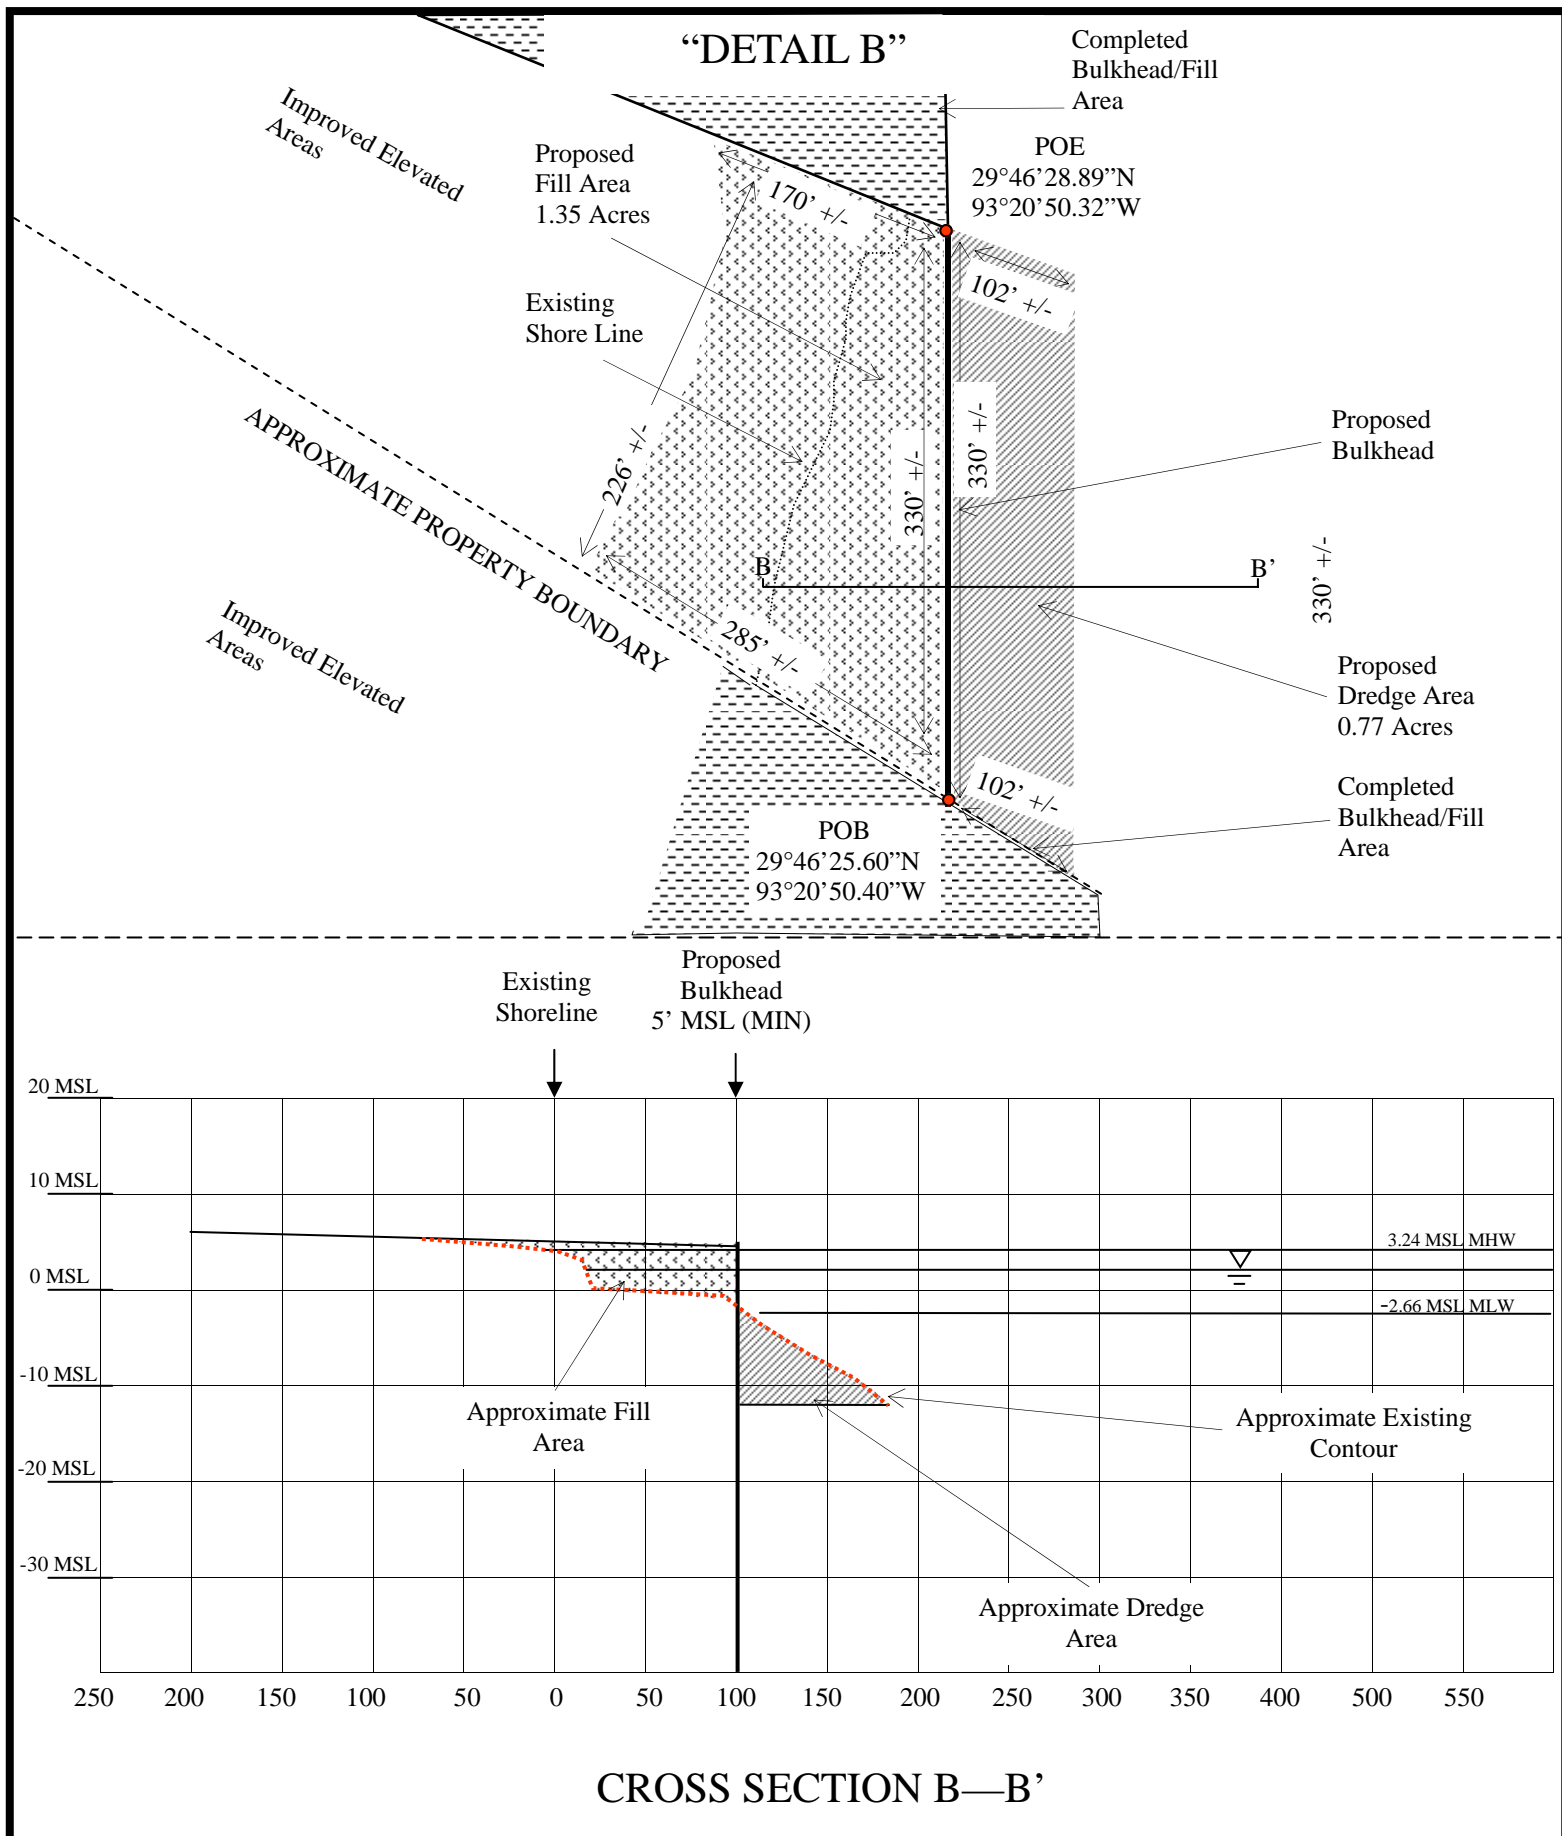 “DETAIL B”
Completed
Bulkhead/Fill
Area
Improved Elevated
Areas
Proposed
Fill Area
1.35 Acres
POE
29°46’28.89”N
93°20’50.32”W
170’ +/-
102’ +/-
Existing
Shore Line
226’ +/-
330’ +/-
330’ +/-
Proposed
Bulkhead
APPROXIMATE PROPERTY BOUNDARY
B
B’
330’ +/-
Improved Elevated
Areas
285’ +/-
Proposed
Dredge Area
0.77 Acres
102’ +/-
Completed
Bulkhead/Fill
Area
POB
29°46’25.60”N
93°20’50.40”W
Existing
Shoreline
Proposed
Bulkhead
5’ MSL (MIN)
20 MSL
10 MSL
3.24 MSL MHW
0 MSL
-2.66 MSL MLW
-10 MSL
Approximate Fill
Area
Approximate Existing
Contour
-20 MSL
-30 MSL
Approximate Dredge
Area
250 200 150 100 50 0 50 100 150 200 250 300 350 400 500 550
CROSS SECTION B—B’